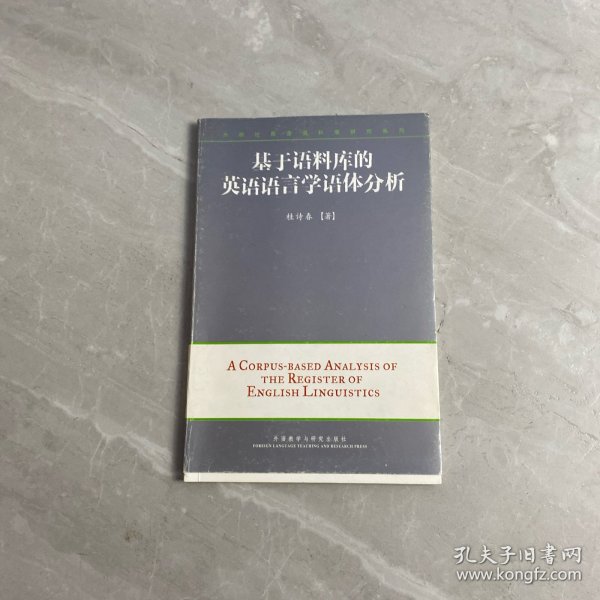 基于语料库的
英语语言学语体分析
桂诗春 【著】
A CORPUS-BASED ANALYSIS OF
THE REGISTER OF
ENGLISH LINGUISTICS
外语教学与研究出版社
FOREIGN LANGUAGE TEACHING AND RESEARCH PRESS
孔夫子旧书网
www.kongfz.com